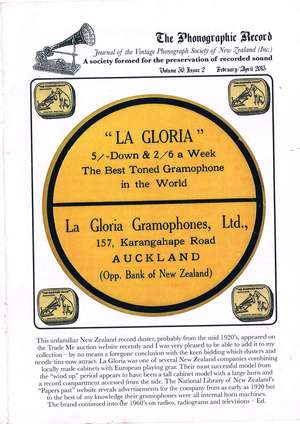 The Phonographic Record
Journal of the Vintage Phonograph Society of New Zealand (Inc.)
A society formed for the preservation of recorded sound
Volume 50 Issue 2 February/April 2015
"LA GLORIA"
5/-Down & 2/6 a Week
The Best Toned Gramophone
in the World
La Gloria Gramophones, Ltd.,
157, Karangahape Road
AUCKLAND
(Opp. Bank of New Zealand)
This unfamiliar New Zealand record duster, probably from the mid 1920's, appeared on
the Trade Me auction website recently and I was very pleased to be able to add it to my
collection – by no means a foregone conclusion with the keen bidding which dusters and
needle tins now attract. La Gloria was one of several New Zealand companies combining
locally made cabinets with European playing gear. Their most successful model from
the "wind up" period appears to have been a tall cabinet model with a large horn and
a record compartment accessed from the side. The National Library of New Zealand's
"Papers past" website reveals advertisements for the company from as early as 1920 but
to the best of my knowledge their gramophones were all internal horn machines.
The brand continued into the 1960's on radios, radiograms and televisions – Ed.